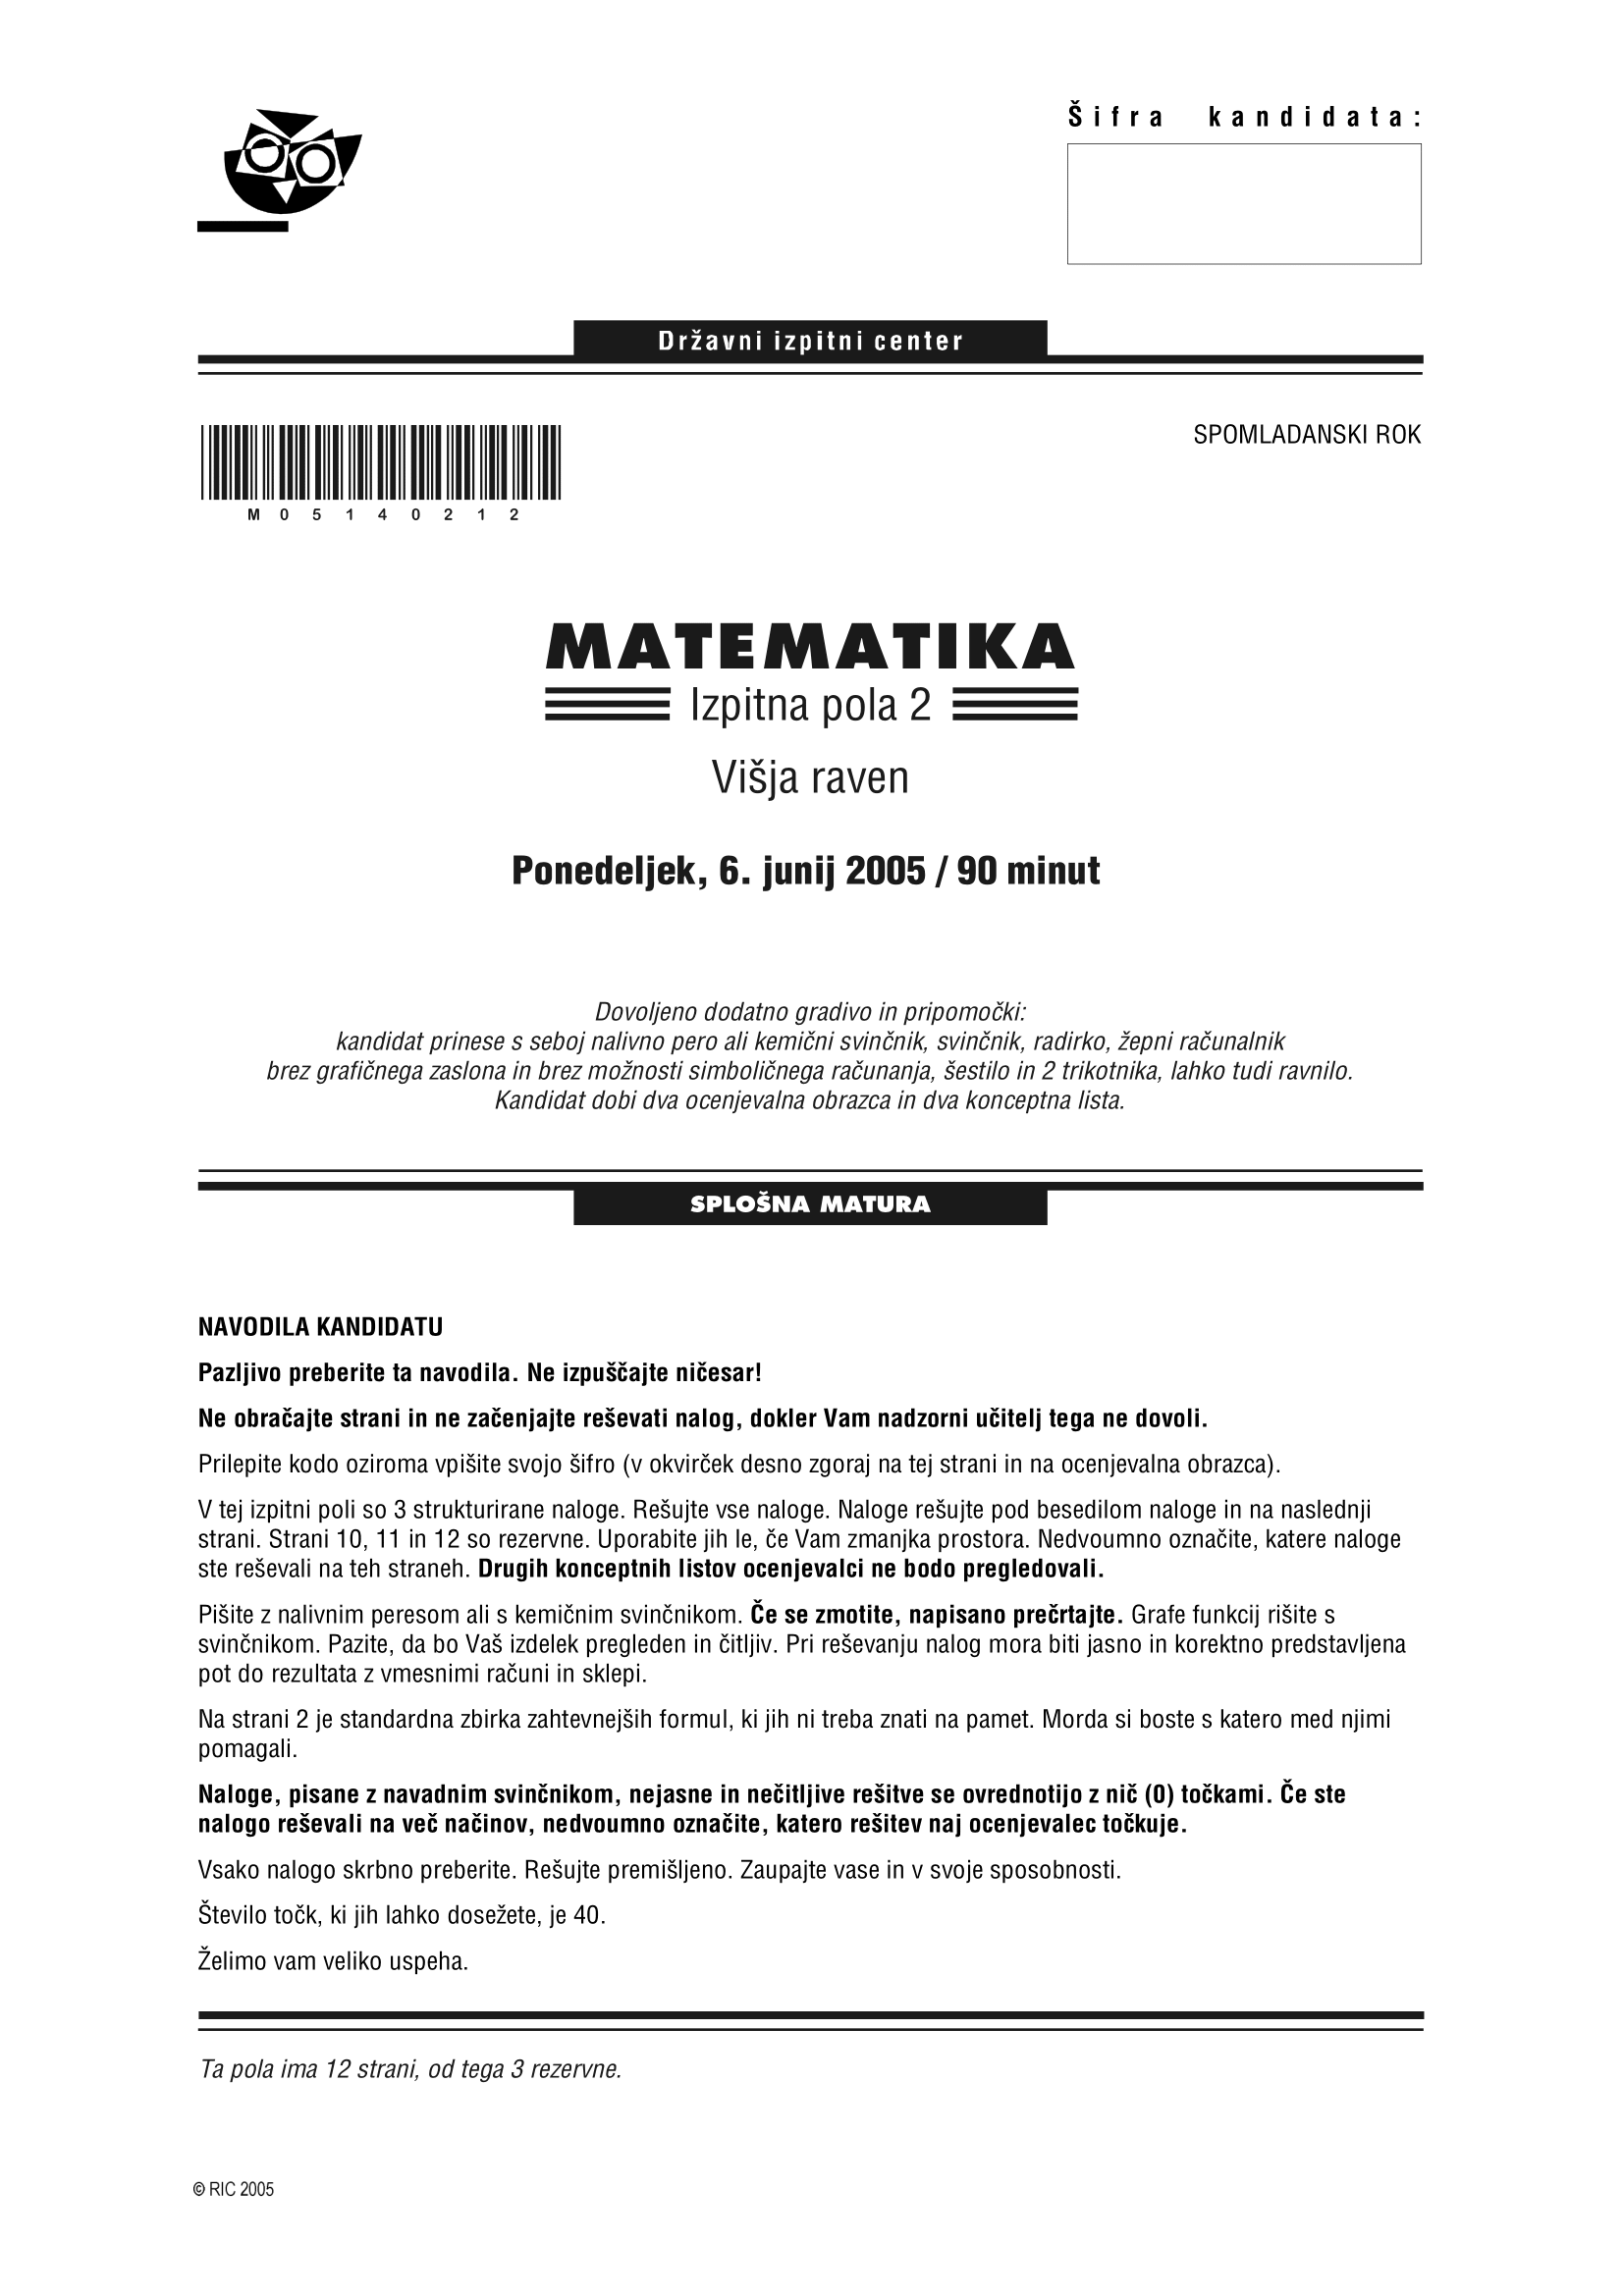 Šifra kandidata:
Državni izpitni center
SPOMLADANSKI ROK
M05140212
MATEMATIKA
Izpitna pola 2
Višja raven
Ponedeljek, 6. junij 2005 / 90 minut
Dovoljeno dodatno gradivo in pripomočki:
kandidat prinese s seboj nalivno pero ali kemični svinčnik, svinčnik, radirko, žepni računalnik
brez grafičnega zaslona in brez možnosti simboličnega računanja, šestilo in 2 trikotnika, lahko tudi ravnilo.
Kandidat dobi dva ocenjevalna obrazca in dva konceptna lista.
SPLOŠNA MATURA
NAVODILA KANDIDATU
Pazljivo preberite ta navodila. Ne izpuščajte ničesar!
Ne obračajte strani in ne začenjajte reševati nalog, dokler Vam nadzorni učitelj tega ne dovoli.
Prilepite kodo oziroma vpišite svojo šifro (v okvirček desno zgoraj na tej strani in na ocenjevalna obrazca).
V tej izpitni poli so 3 strukturirane naloge. Rešujte vse naloge. Naloge rešujte pod besedilom naloge in na naslednji
strani. Strani 10, 11 in 12 so rezervne. Uporabite jih le, če Vam zmanjka prostora. Nedvoumno označite, katere naloge
ste reševali na teh straneh. Drugih konceptnih listov ocenjevalci ne bodo pregledovali.
Pišite z nalivnim peresom ali s kemičnim svinčnikom. Če se zmotite, napisano prečrtajte. Grafe funkcij rišite s
svinčnikom. Pazite, da bo Vaš izdelek pregleden in čitljiv. Pri reševanju nalog mora biti jasno in korektno predstavljena
pot do rezultata z vmesnimi računi in sklepi.
Na strani 2 je standardna zbirka zahtevnejših formul, ki jih ni treba znati na pamet. Morda si boste s katero med njimi
pomagali.
Naloge, pisane z navadnim svinčnikom, nejasne in nečitljive rešitve se ovrednotijo z nič (0) točkami. Če ste
nalogo reševali na več načinov, nedvoumno označite, katero rešitev naj ocenjevalec točkuje.
Vsako nalogo skrbno preberite. Rešujte premišljeno. Zaupajte vase in v svoje sposobnosti.
Število točk, ki jih lahko dosežete, je 40.
Želimo vam veliko uspeha.
Ta pola ima 12 strani, od tega 3 rezervne.
© RIC 2005